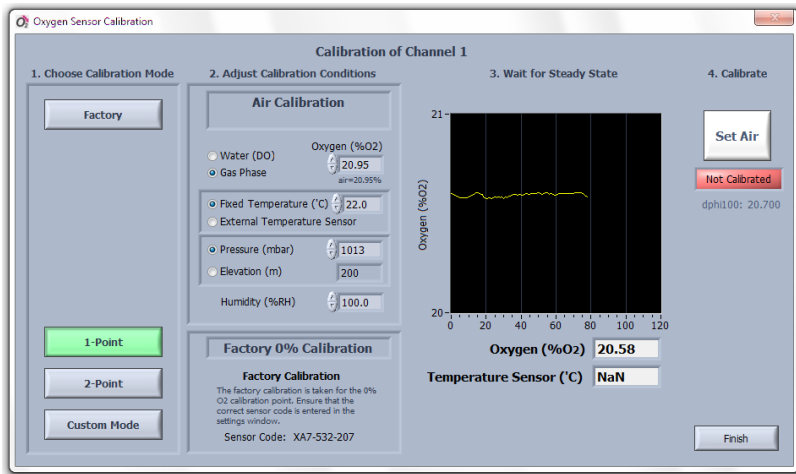 Oxygen Sensor Calibration
Calibration of Channel 1
1. Choose Calibration Mode
Factory
1-Point
2-Point
Custom Mode
2. Adjust Calibration Conditions
Air Calibration
Water (DO)
Gas Phase
Oxygen (%O2)
20.95
air=20.95%
Fixed Temperature (°C) 22.0
External Temperature Sensor
Pressure (mbar) 1013
Elevation (m) 200
Humidity (%RH) 100.0
Factory 0% Calibration
Factory Calibration
The factory calibration is taken for the 0%
O2 calibration point. Ensure that the
correct sensor code is entered in the
settings window.
Sensor Code: XA7-532-207
3. Wait for Steady State
Oxygen (%O2)
21
20
0 20 40 60 80 100 120
Oxygen (%O2) 20.58
Temperature Sensor (°C) NaN
4. Calibrate
Set Air
Not Calibrated
dphi100: 20.700
Finish